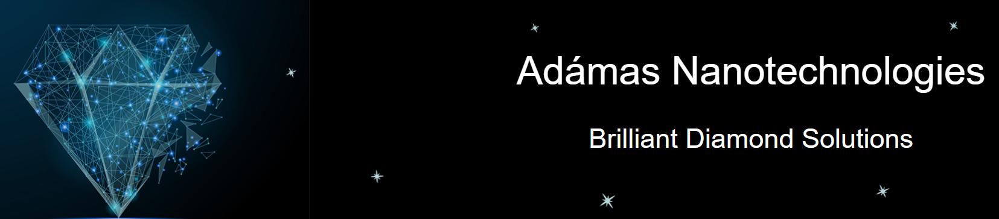 Adámas Nanotechnologies
Brilliant Diamond Solutions